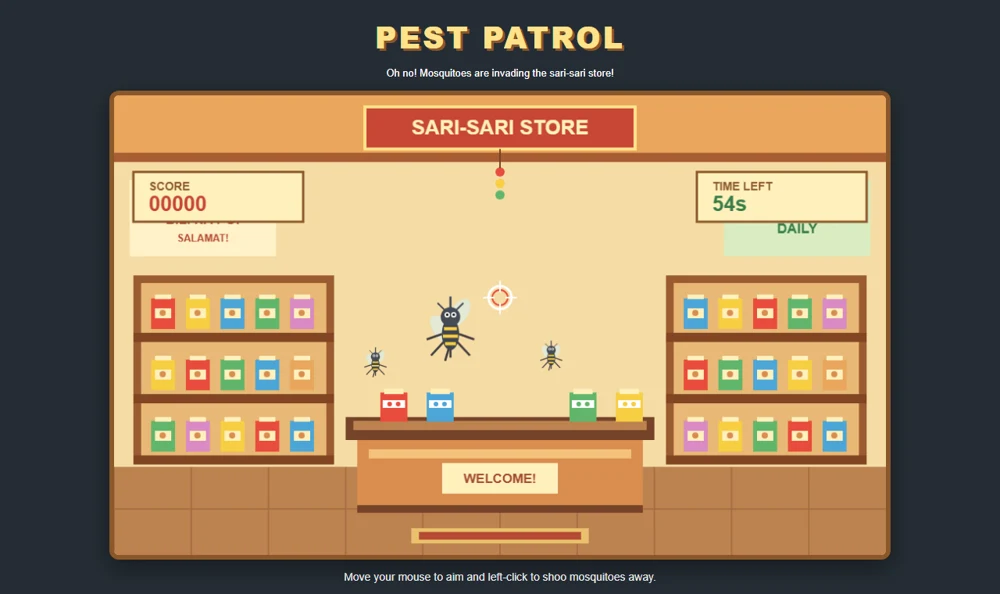 PEST PATROL
Oh no! Mosquitoes are invading the sari-sari store!
SARI-SARI STORE
SCORE
00000
TIME LEFT
54s
SALAMAT!
DAILY
WELCOME!
Move your mouse to aim and left-click to shoo mosquitoes away.